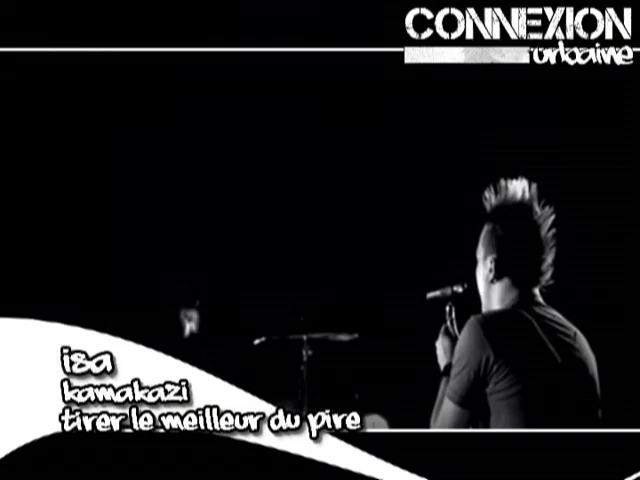 CONNEXION
urbaine
isa
kamakazi
tirer le meilleur du pire